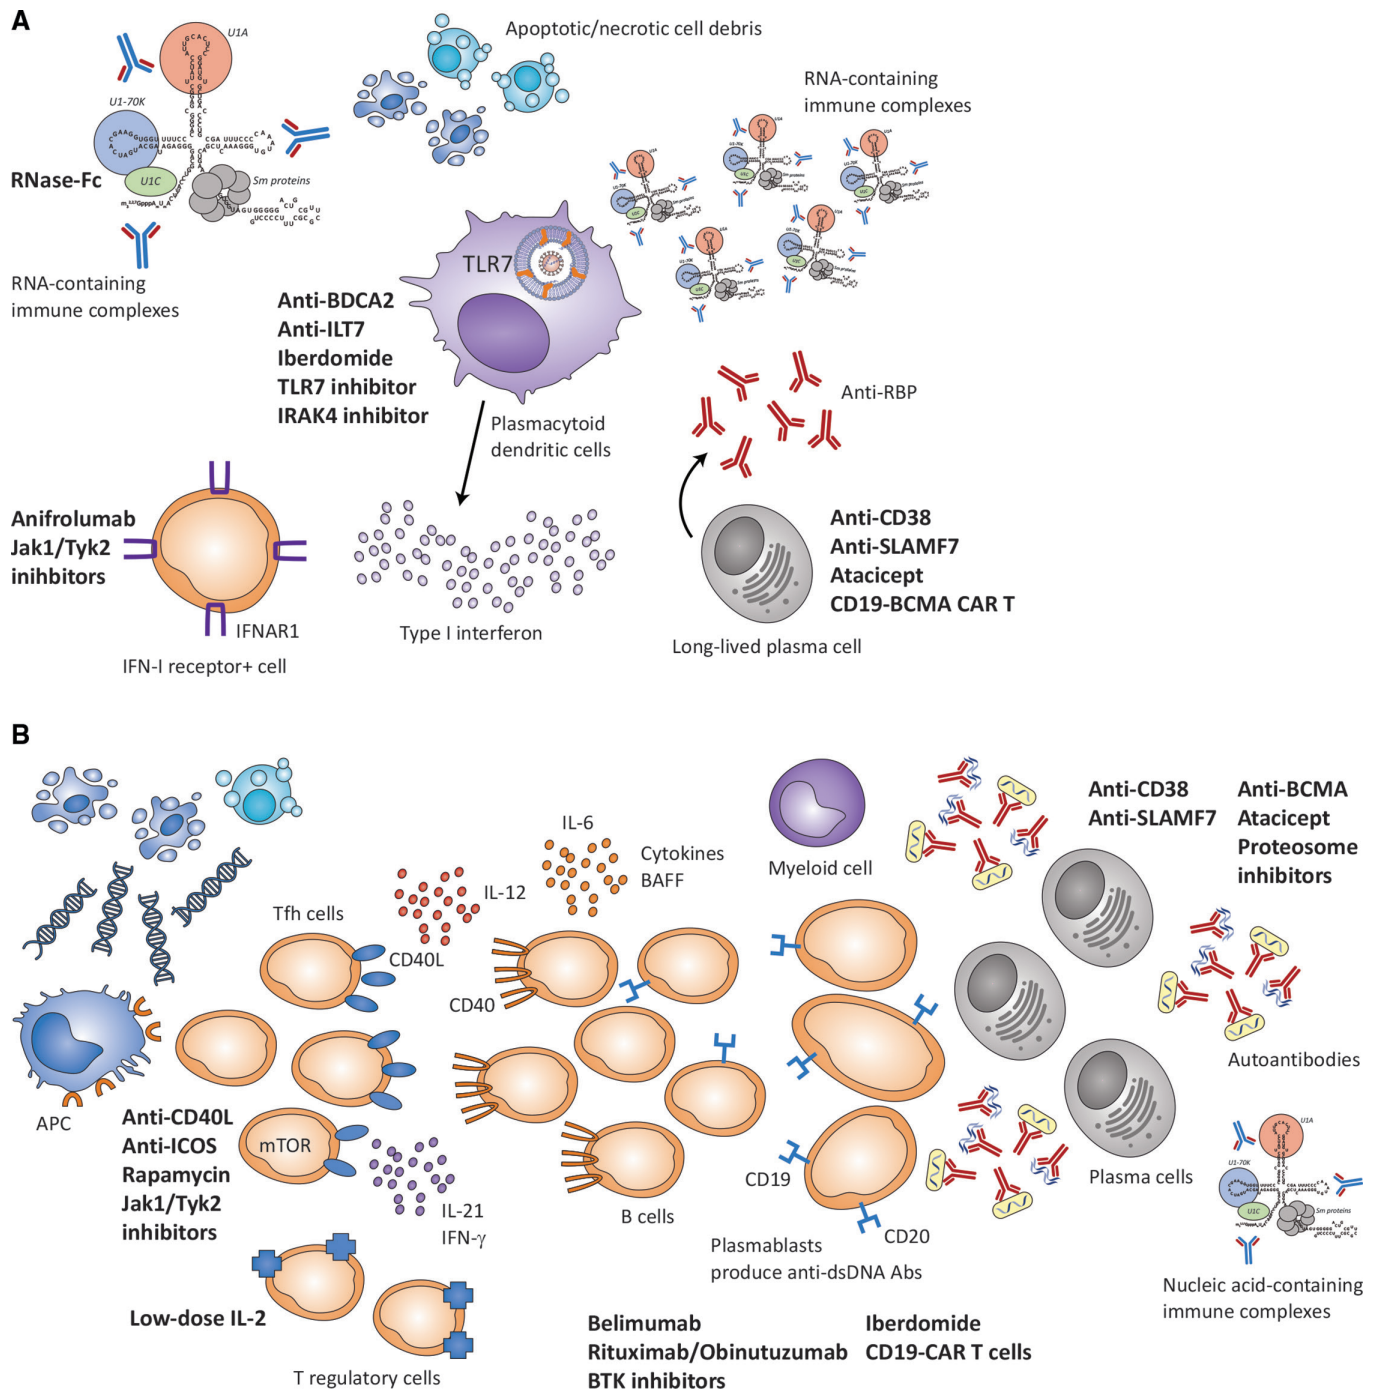 A
U1A
Apoptotic/necrotic cell debris
RNA-containing
immune complexes
U1-70K
RNase-Fc
U1C
Sm proteins
RNA-containing
immune complexes
TLR7
Anti-BDCA2
Anti-ILT7
Iberdomide
TLR7 inhibitor
IRAK4 inhibitor
Plasmacytoid
dendritic cells
Anti-RBP
Anifrolumab
Jak1/Tyk2
inihbitors
IFNAR1
IFN-I receptor+ cell
Type I interferon
Anti-CD38
Anti-SLAMF7
Atacicept
CD19-BCMA CAR T
Long-lived plasma cell
B
IL-6
Cytokines
BAFF
IL-12
Tfh cells
CD40L
CD40
Myeloid cell
Anti-CD38
Anti-SLAMF7
Anti-BCMA
Atacicept
Proteosome
inhibitors
Autoantibodies
APC
Anti-CD40L
Anti-ICOS
Rapamycin
Jak1/Tyk2
inhibitors
mTOR
IL-21
IFN-γ
B cells
CD19
CD20
Plasmablasts
produce anti-dsDNA Abs
Plasma cells
U1A
U1-70K
U1C
Sm proteins
Nucleic acid-containing
immune complexes
Low-dose IL-2
T regulatory cells
Belimumab
Rituximab/Obinutuzumab
BTK inhibitors
Iberdomide
CD19-CAR T cells